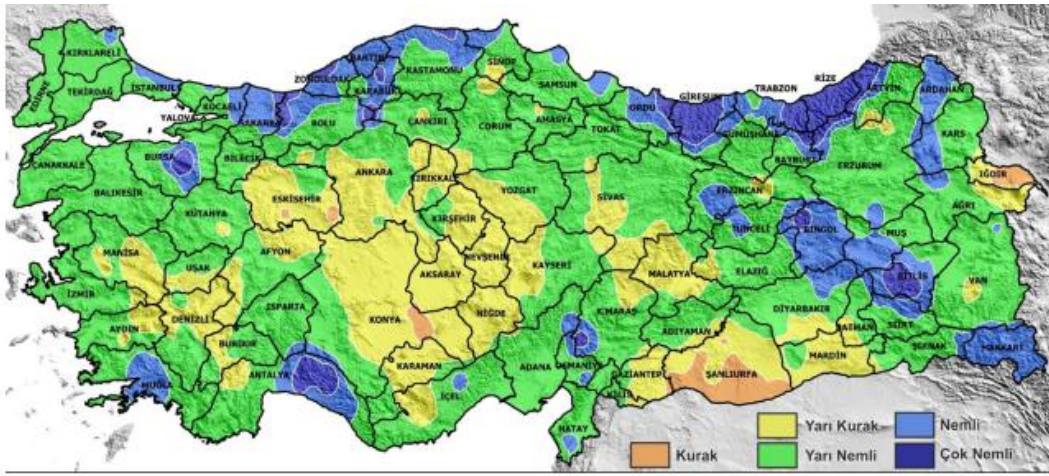 KIRKLARELİ
EDİRNE
TEKİRDAĞ
İSTANBUL
KOCAELİ
YALOVA
SAKARYA
ZONGULDAK
BARTIN
KARABÜK
KASTAMONU
SİNOP
SAMSUN
ORDU
GİRESUN
TRABZON
RİZE
ARTVİN
ARDAHAN
ÇANAKKALE
BURSA
BİLECİK
BOLU
ÇANKIRI
ÇORUM
AMASYA
TOKAT
GÜMÜŞHANE
BAYBURT
ERZURUM
KARS
IĞDIR
BALIKESİR
KÜTAHYA
ESKİŞEHİR
ANKARA
KIRIKKALE
YOZGAT
SİVAS
ERZİNCAN
AĞRI
MANİSA
UŞAK
AFYON
KIRŞEHİR
NEVŞEHİR
AKSARAY
KAYSERİ
MALATYA
TUNCELİ
ELAZIĞ
BİNGÖL
MUŞ
BİTLİS
VAN
İZMİR
AYDIN
DENİZLİ
ISPARTA
BURDUR
KONYA
NİĞDE
K.MARAŞ
ADIYAMAN
DİYARBAKIR
BATMAN
SİİRT
ŞIRNAK
HAKKARİ
MUĞLA
ANTALYA
KARAMAN
İÇEL
ADANA
OSMANİYE
GAZİANTEP
KİLİS
ŞANLIURFA
MARDİN
HATAY
Kurak
Yarı Kurak
Yarı Nemli
Nemli
Çok Nemli